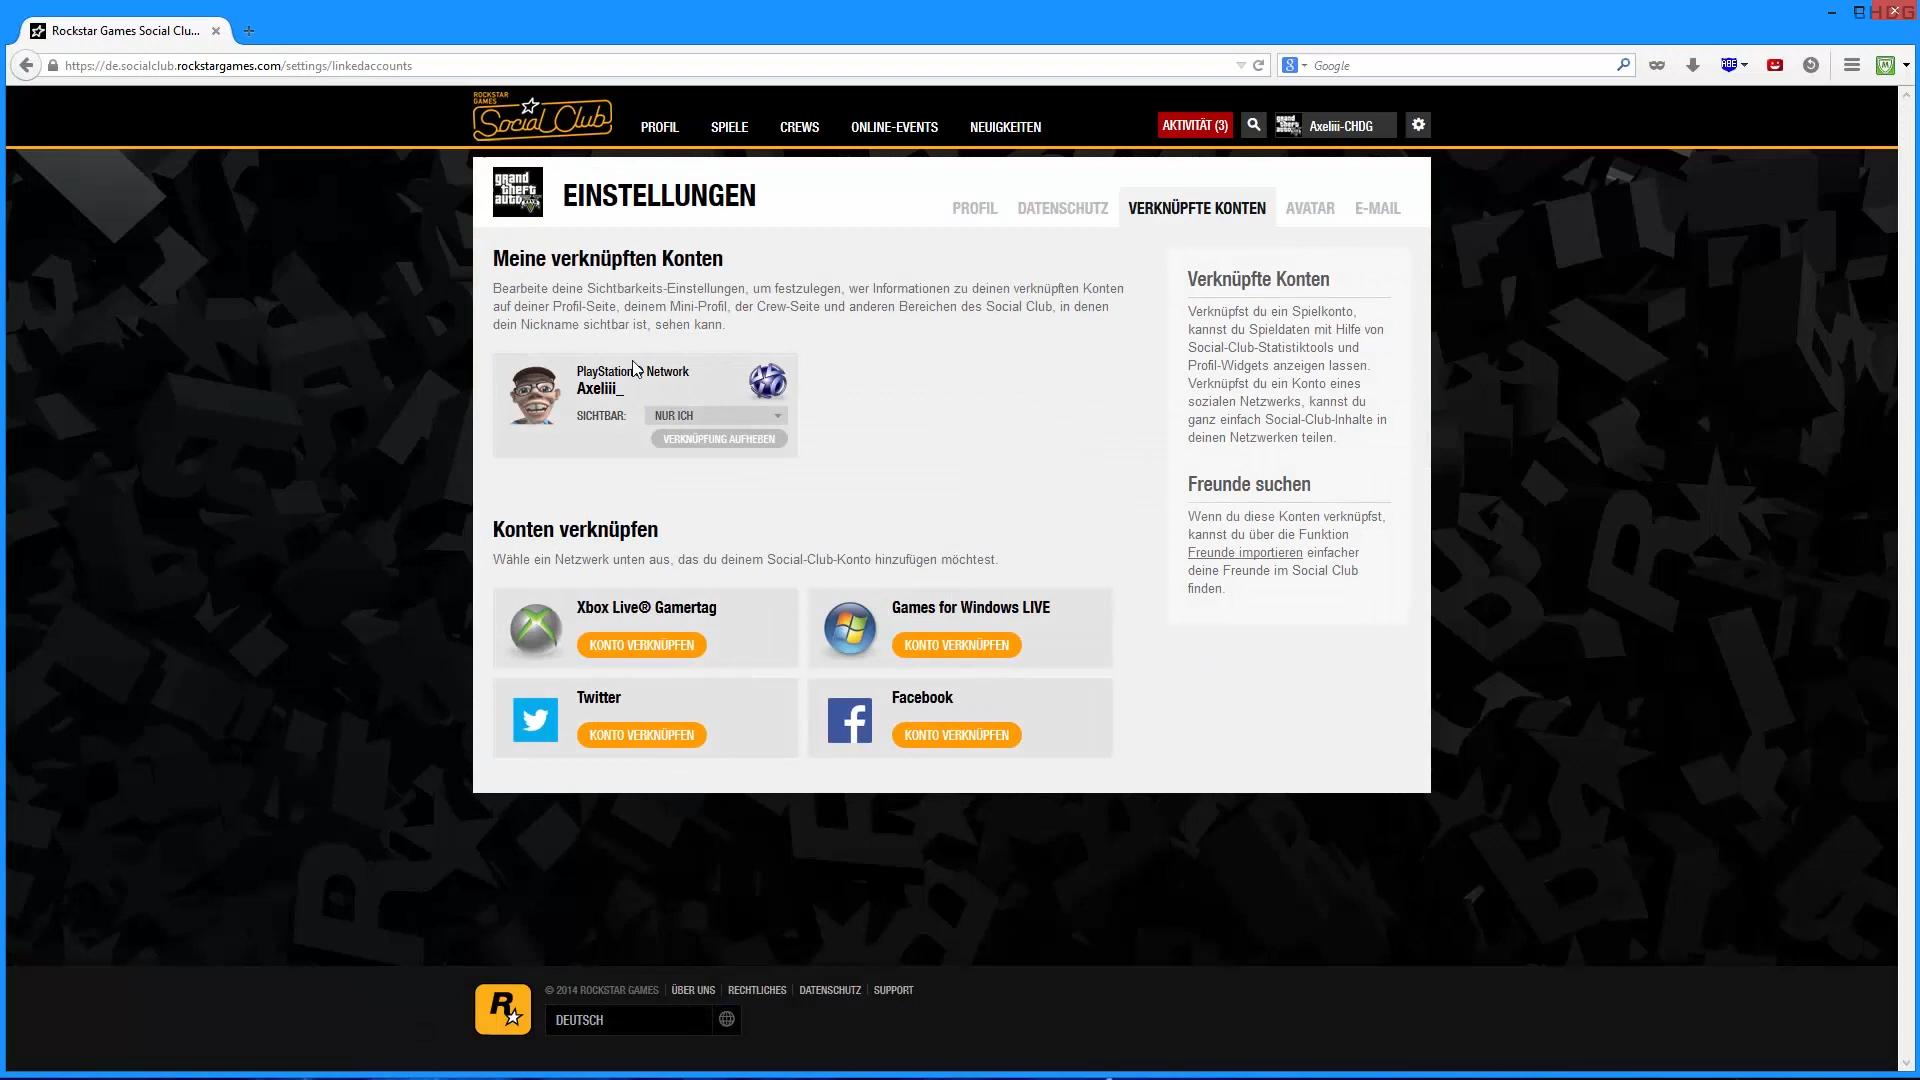 HDG
Rockstar Games Social Clu...
https://de.socialclub.rockstargames.com/settings/linkedaccounts
Google
ABE
ROCKSTAR
GAMES
Social Club
PROFIL
SPIELE
CREWS
ONLINE-EVENTS
NEUIGKEITEN
AKTIVITÄT (3)
Axeliii-CHDG
grand
theft
auto
EINSTELLUNGEN
PROFIL
DATENSCHUTZ
VERKNÜPFTE KONTEN
AVATAR
E-MAIL
Meine verknüpften Konten
Bearbeite deine Sichtbarkeits-Einstellungen, um festzulegen, wer Informationen zu deinen verknüpften Konten
auf deiner Profil-Seite, deinem Mini-Profil, der Crew-Seite und anderen Bereichen des Social Club, in denen
dein Nickname sichtbar ist, sehen kann.
PlayStation Network
Axeliii_
SICHTBAR:
NUR ICH
VERKNÜPFUNG AUFHEBEN
Konten verknüpfen
Wähle ein Netzwerk unten aus, das du deinem Social-Club-Konto hinzufügen möchtest.
Xbox Live® Gamertag
KONTO VERKNÜPFEN
Games for Windows LIVE
KONTO VERKNÜPFEN
Twitter
KONTO VERKNÜPFEN
Facebook
KONTO VERKNÜPFEN
Verknüpfte Konten
Verknüpfst du ein Spielkonto,
kannst du Spieldaten mit Hilfe von
Social-Club-Statistiktools und
Profil-Widgets anzeigen lassen.
Verknüpfst du ein Konto eines
sozialen Netzwerks, kannst du
ganz einfach Social-Club-Inhalte in
deinen Netzwerken teilen.
Freunde suchen
Wenn du diese Konten verknüpfst,
kannst du über die Funktion
Freunde importieren einfacher
deine Freunde im Social Club
finden.
© 2014 ROCKSTAR GAMES
ÜBER UNS
RECHTLICHES
DATENSCHUTZ
SUPPORT
DEUTSCH